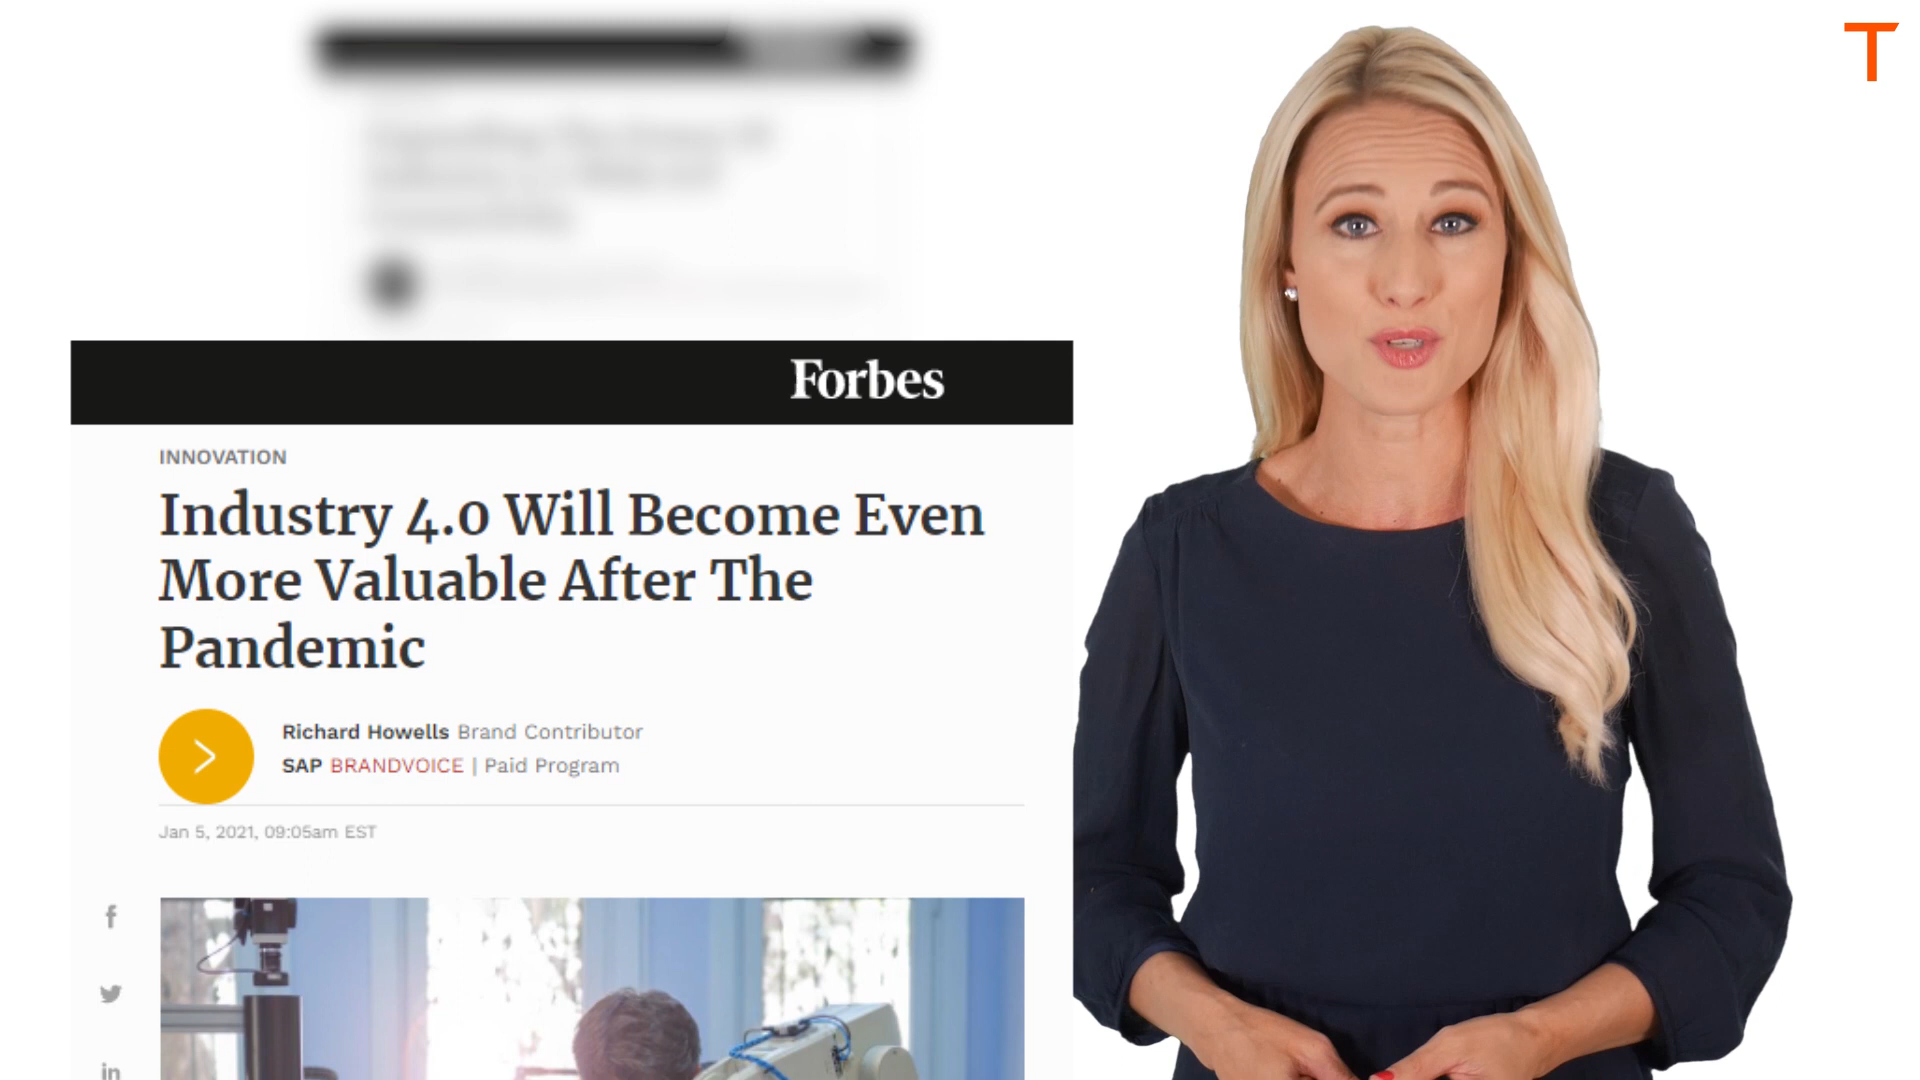 T
Forbes
INNOVATION
Industry 4.0 Will Become Even
More Valuable After The
Pandemic
Richard Howells Brand Contributor
SAP BRANDVOICE | Paid Program
Jan 5, 2021, 09:05am EST
f
in